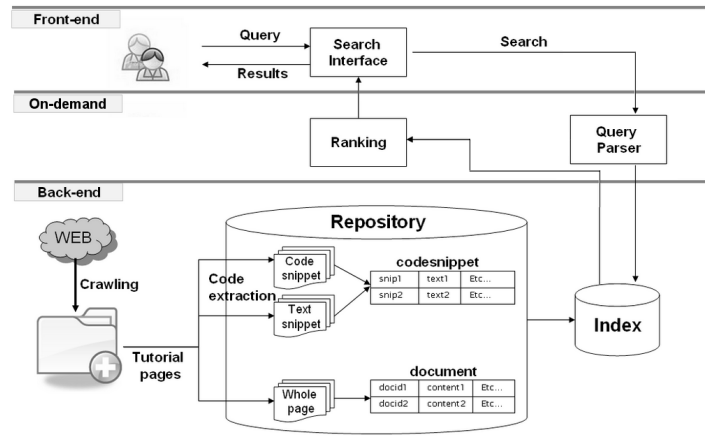 Front-end
Query
Results
Search
Interface
Search
On-demand
Ranking
Query
Parser
Back-end
WEB
Crawling
Tutorial
pages
Repository
Code
extraction
Code
snippet
Text
snippet
Whole
page
codesnippet
snip1 text1 Etc...
snip2 text2 Etc...
document
docid1 content1 Etc...
docid2 content2 Etc...
Index